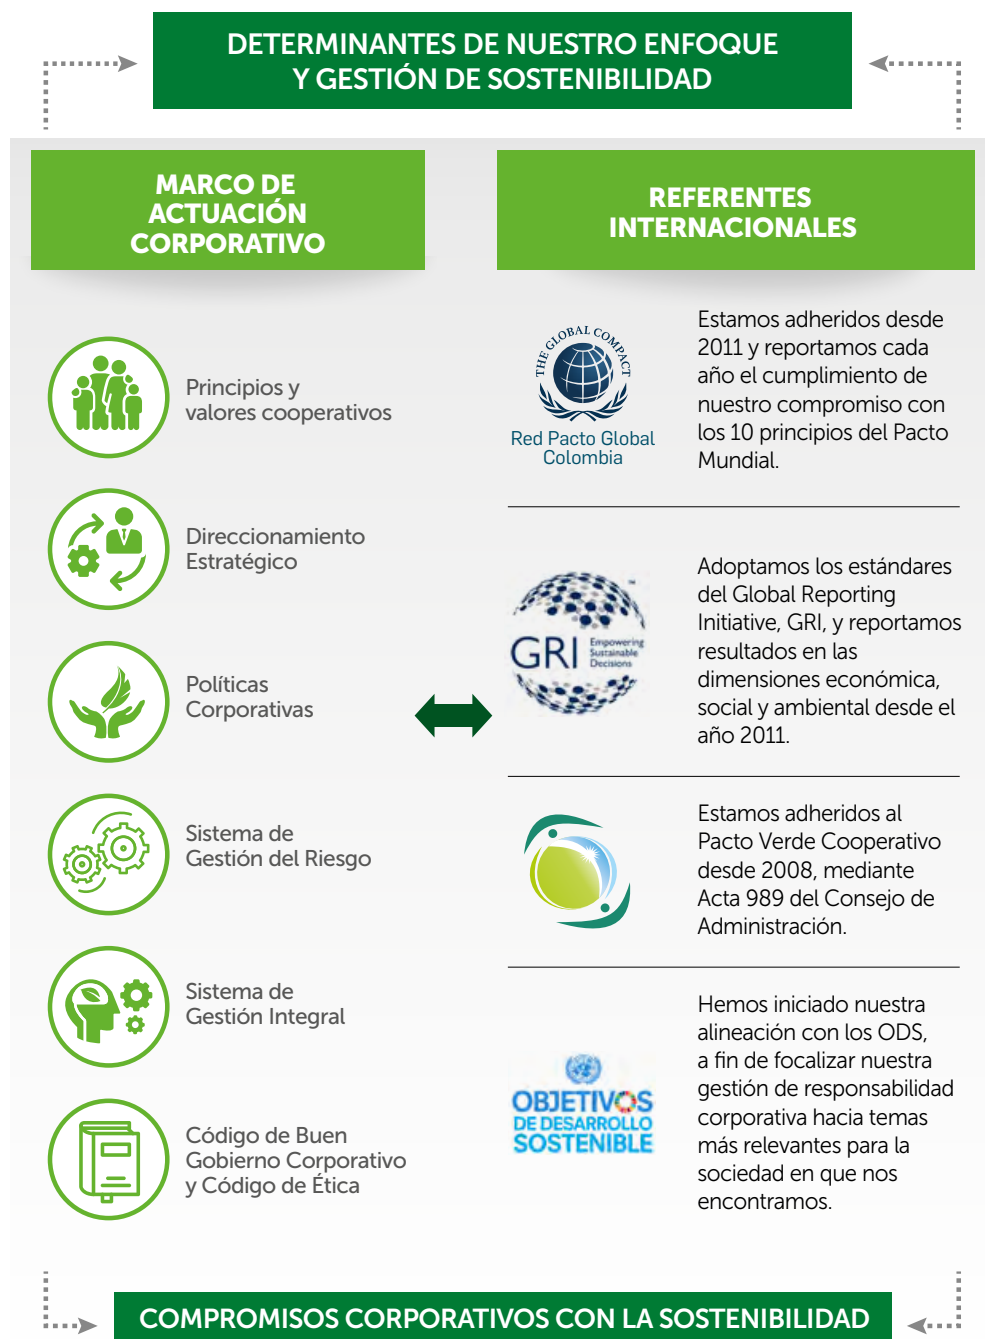 DETERMINANTES DE NUESTRO ENFOQUE
Y GESTIÓN DE SOSTENIBILIDAD
MARCO DE
ACTUACIÓN
CORPORATIVO
Principios y
valores cooperativos
Direccionamiento
Estratégico
Políticas
Corporativas
Sistema de
Gestión del Riesgo
Sistema de
Gestión Integral
Código de Buen
Gobierno Corporativo
y Código de Ética
REFERENTES
INTERNACIONALES
THE GLOBAL COMPACT
Red Pacto Global
Colombia
Estamos adheridos desde
2011 y reportamos cada
año el cumplimiento de
nuestro compromiso con
los 10 principios del Pacto
Mundial.
GRI
Empowering
Sustainable
Decisions
Adoptamos los estándares
del Global Reporting
Initiative, GRI, y reportamos
resultados en las
dimensiones económica,
social y ambiental desde el
año 2011.
Estamos adheridos al
Pacto Verde Cooperativo
desde 2008, mediante
Acta 989 del Consejo de
Administración.
OBJETIVOS
DE DESARROLLO
SOSTENIBLE
Hemos iniciado nuestra
alineación con los ODS,
a fin de focalizar nuestra
gestión de responsabilidad
corporativa hacia temas
más relevantes para la
sociedad en que nos
encontramos.
COMPROMISOS CORPORATIVOS CON LA SOSTENIBILIDAD